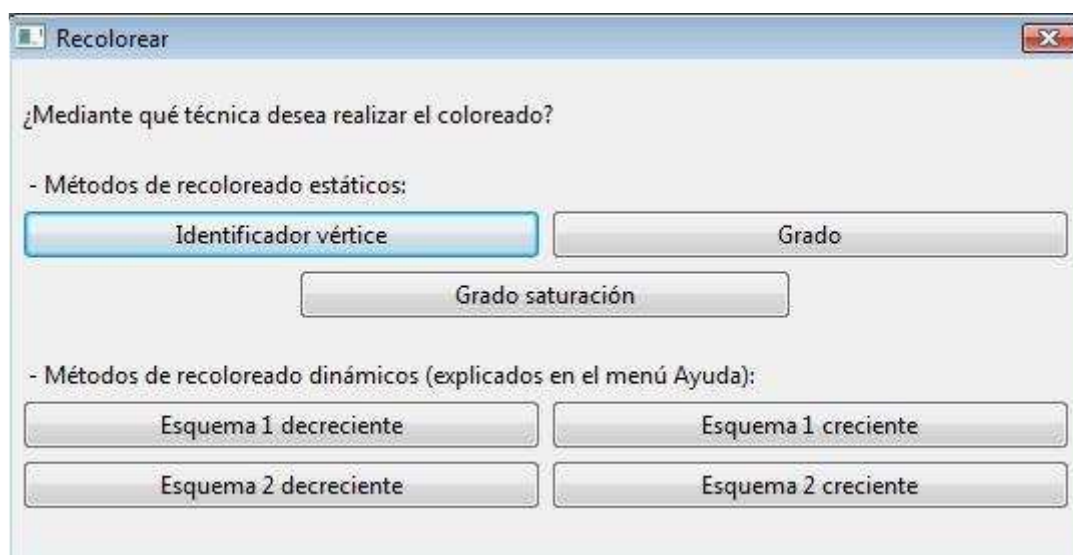 Recolorear
¿Mediante qué técnica desea realizar el coloreado?
- Métodos de recoloreado estáticos:
Identificador vértice
Grado
Grado saturación
- Métodos de recoloreado dinámicos (explicados en el menú Ayuda):
Esquema 1 decreciente
Esquema 1 creciente
Esquema 2 decreciente
Esquema 2 creciente